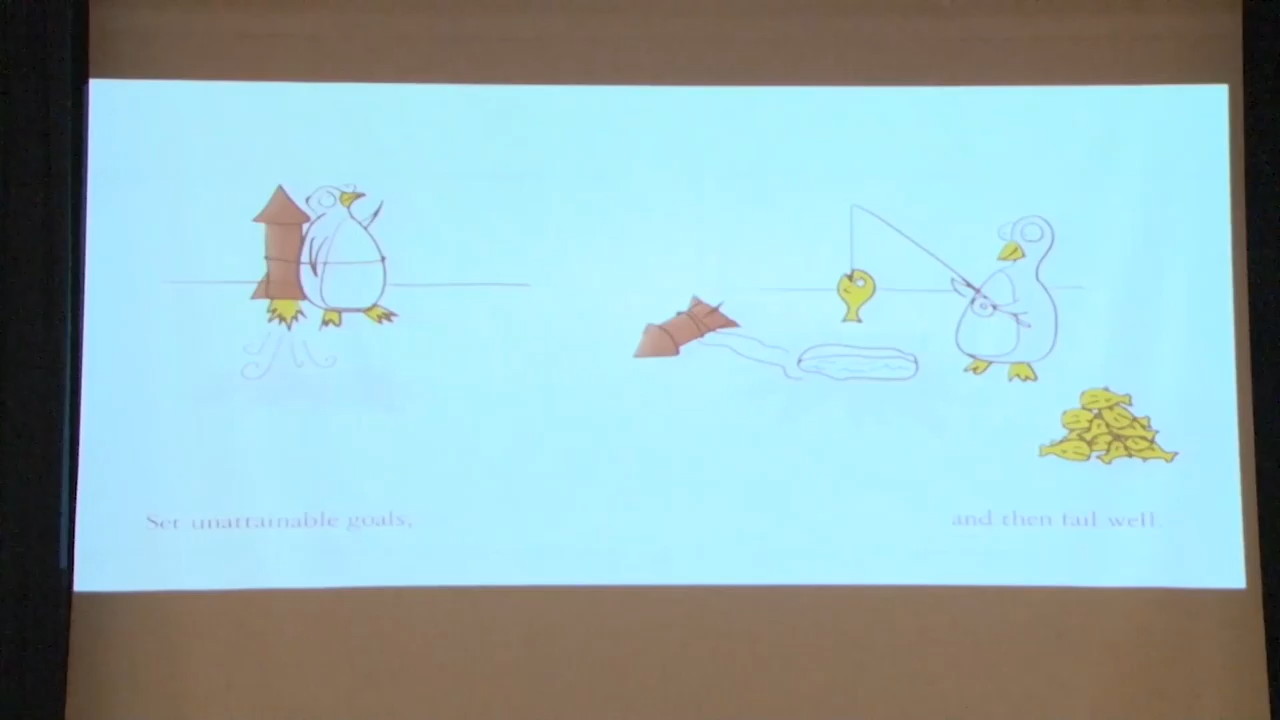 Set unattainable goals,
and then fail well.